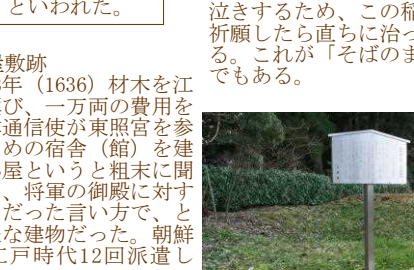 といわれた。
敷跡
年（1636）材木を江
び、一万両の費用を
通信使が東照宮を参
めの宿舎（館）を建
屋というと粗末に聞
、将軍の御殿に対す
だった言い方で、と
な建物だった。朝鮮
戸時代12回派遣し
泣きするため、この稲
祈願したら直ちに治っ
る。これが「そばのま
でもある。